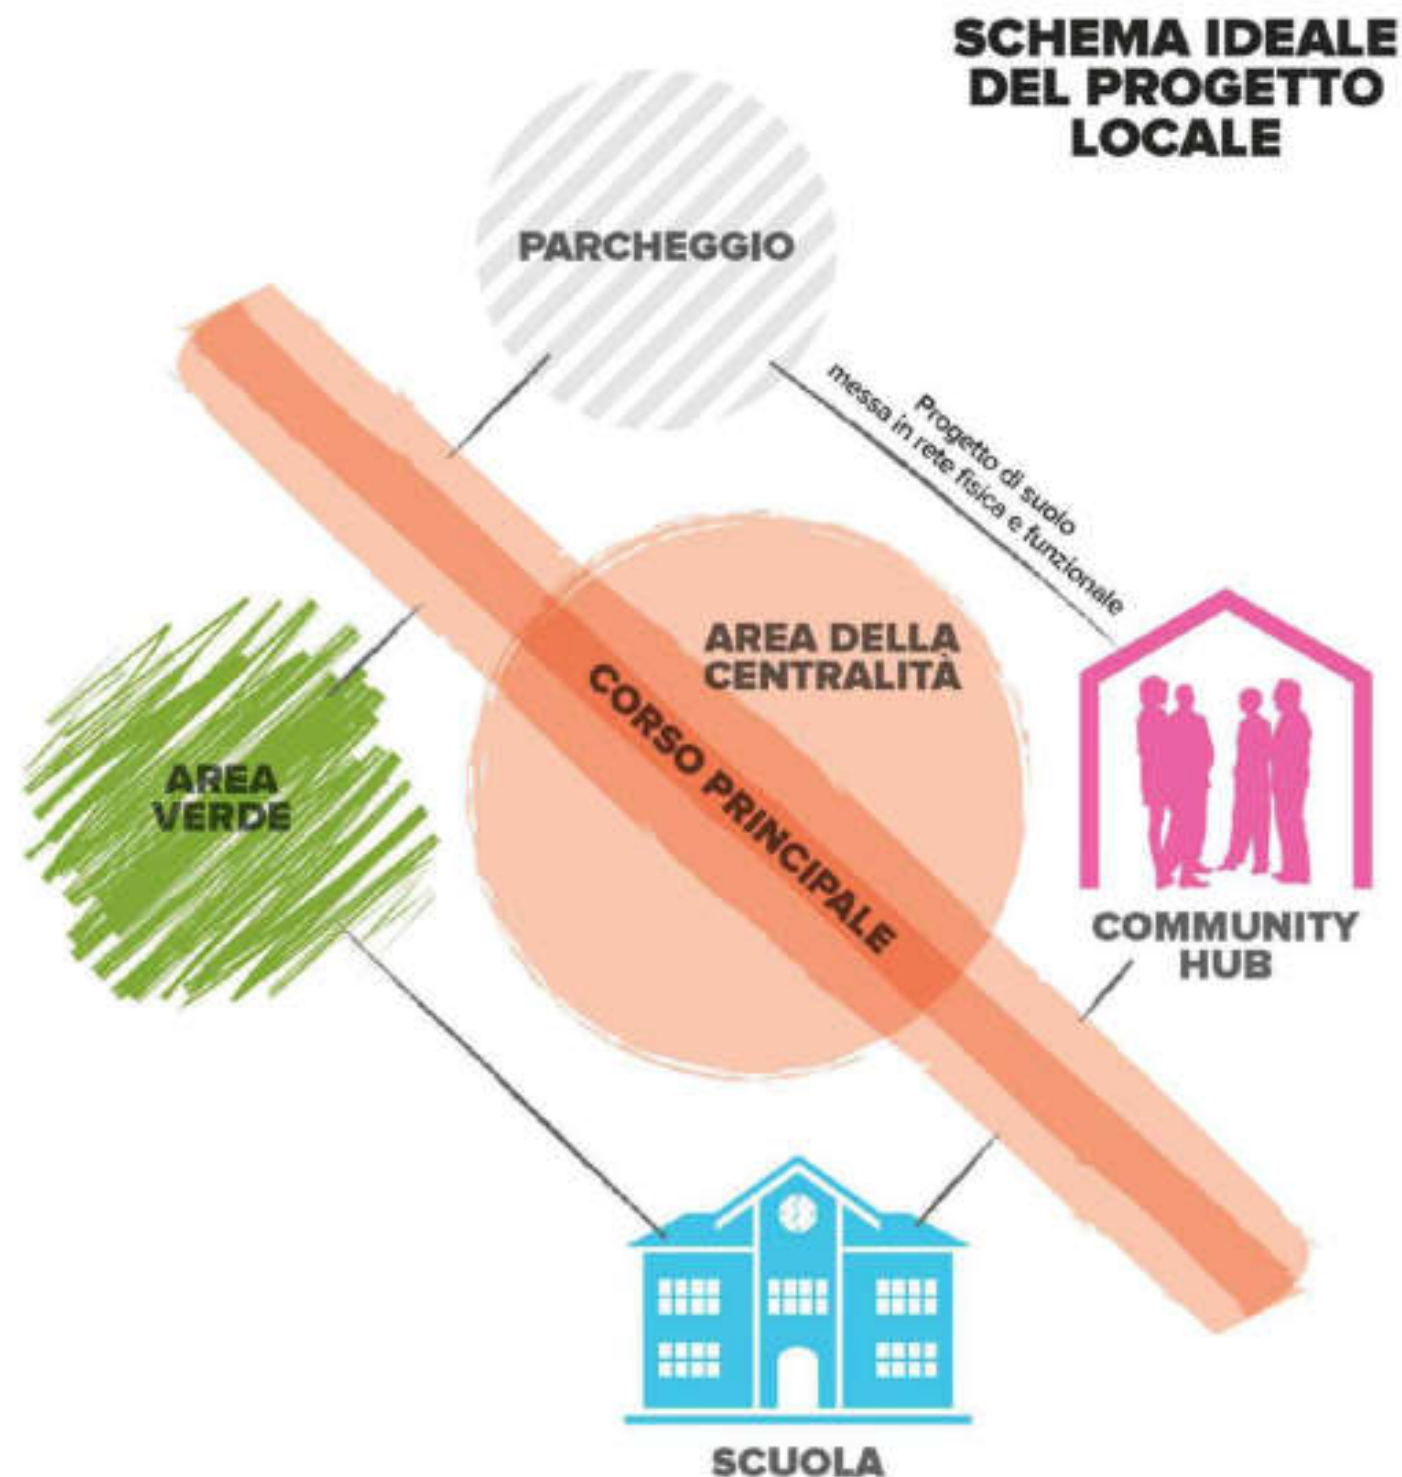 SCHEMA IDEALE
DEL PROGETTO
LOCALE
PARCHEGGIO
Progetto di suolo
messa in rete fisica e funzionale
AREA DELLA
CENTRALITÀ
CORSO PRINCIPALE
AREA
VERDE
COMMUNITY
HUB
SCUOLA